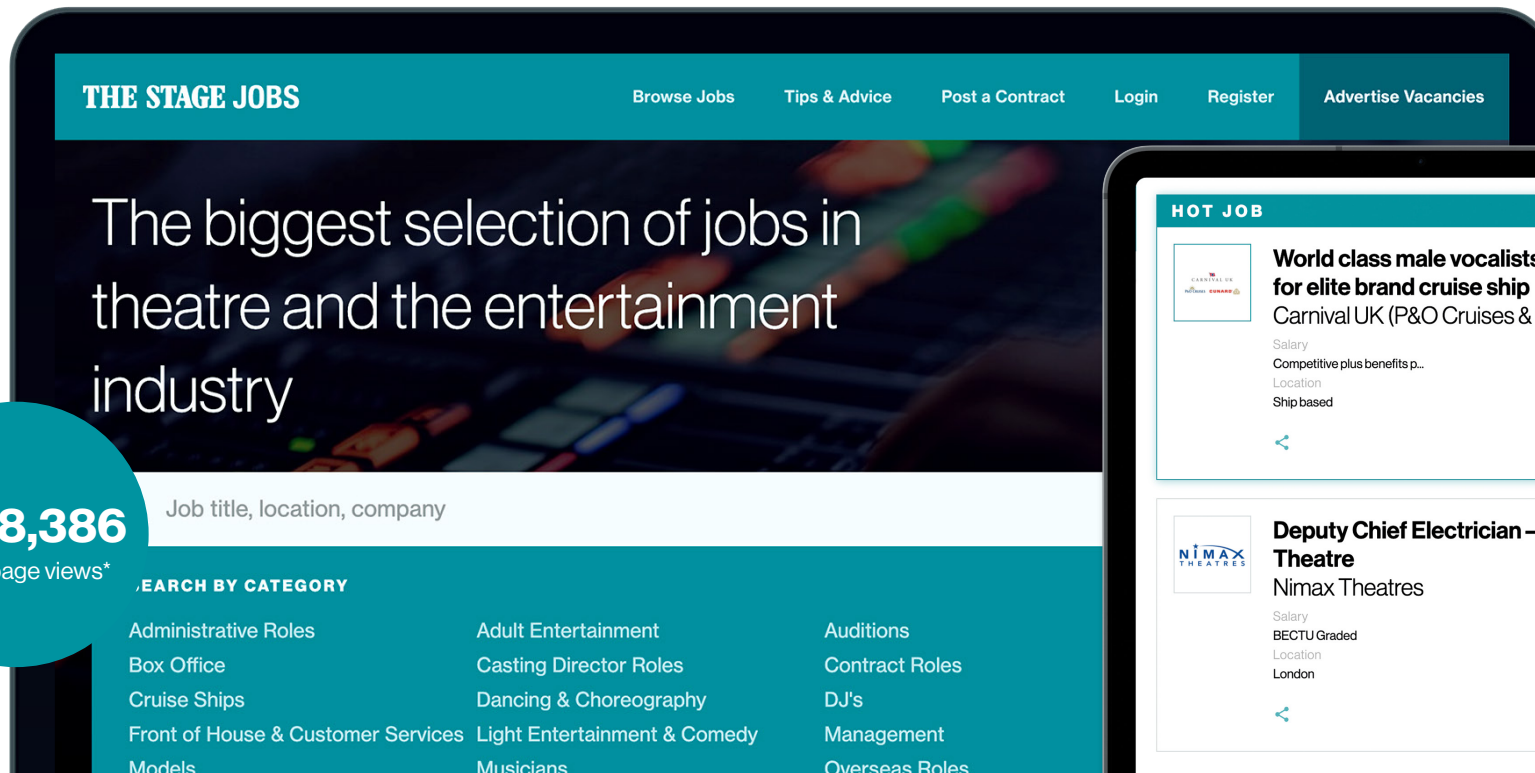 THE STAGE JOBS
Browse Jobs
Tips & Advice
Post a Contract
Login
Register
Advertise Vacancies
The biggest selection of jobs in
theatre and the entertainment
industry
Job title, location, company
8,386
age views*
EARCH BY CATEGORY
Administrative Roles
Adult Entertainment
Auditions
Box Office
Casting Director Roles
Contract Roles
Cruise Ships
Dancing & Choreography
DJ's
Front of House & Customer Services
Light Entertainment & Comedy
Management
Models
Musicians
Overseas Roles
HOT JOB
CARNIVAL UK
P&O CRUISES CUNARD
World class male vocalists
for elite brand cruise ship
Carnival UK (P&O Cruises &
Salary
Competitive plus benefits p...
Location
Ship based
NIMAX
THEATRES
Deputy Chief Electrician –
Theatre
Nimax Theatres
Salary
BECTU Graded
Location
London